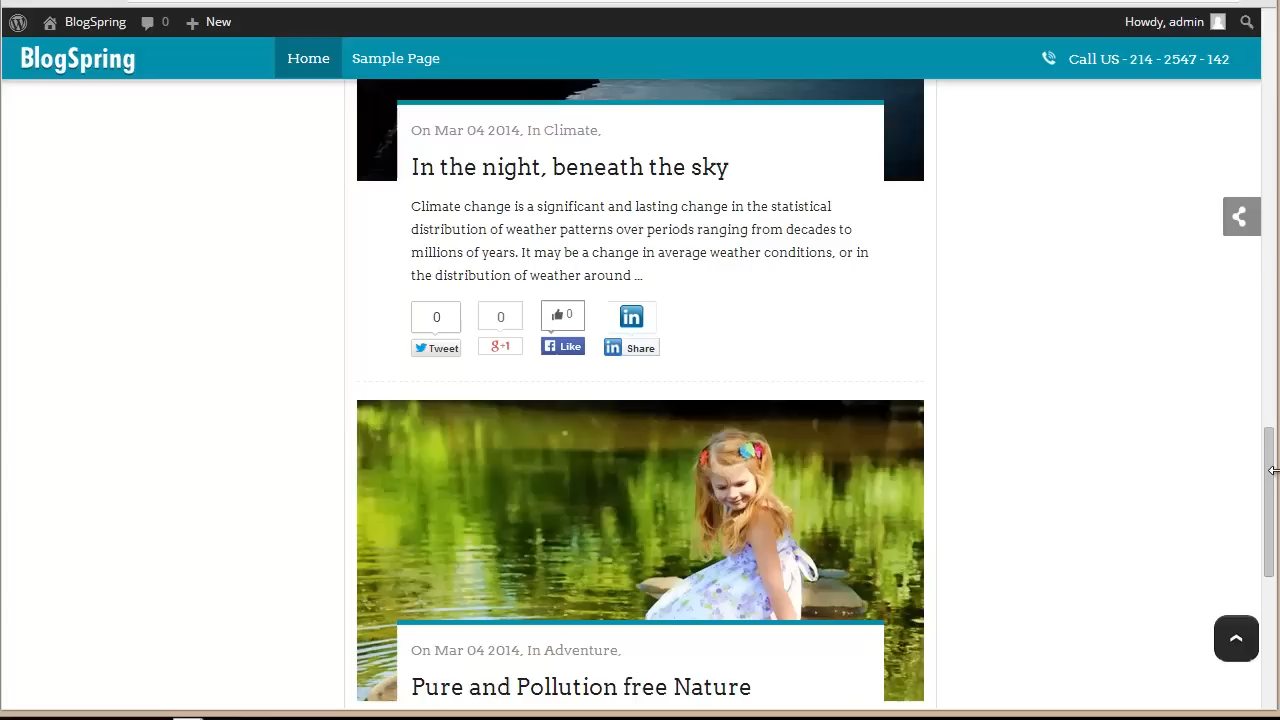 BlogSpring 0 New Howdy, admin
BlogSpring Home Sample Page Call US - 214 - 2547 - 142
On Mar 04 2014, In Climate,
In the night, beneath the sky
Climate change is a significant and lasting change in the statistical
distribution of weather patterns over periods ranging from decades to
millions of years. It may be a change in average weather conditions, or in
the distribution of weather around ...
0 0 0 in
Tweet g+1 Like in Share
On Mar 04 2014, In Adventure,
Pure and Pollution free Nature